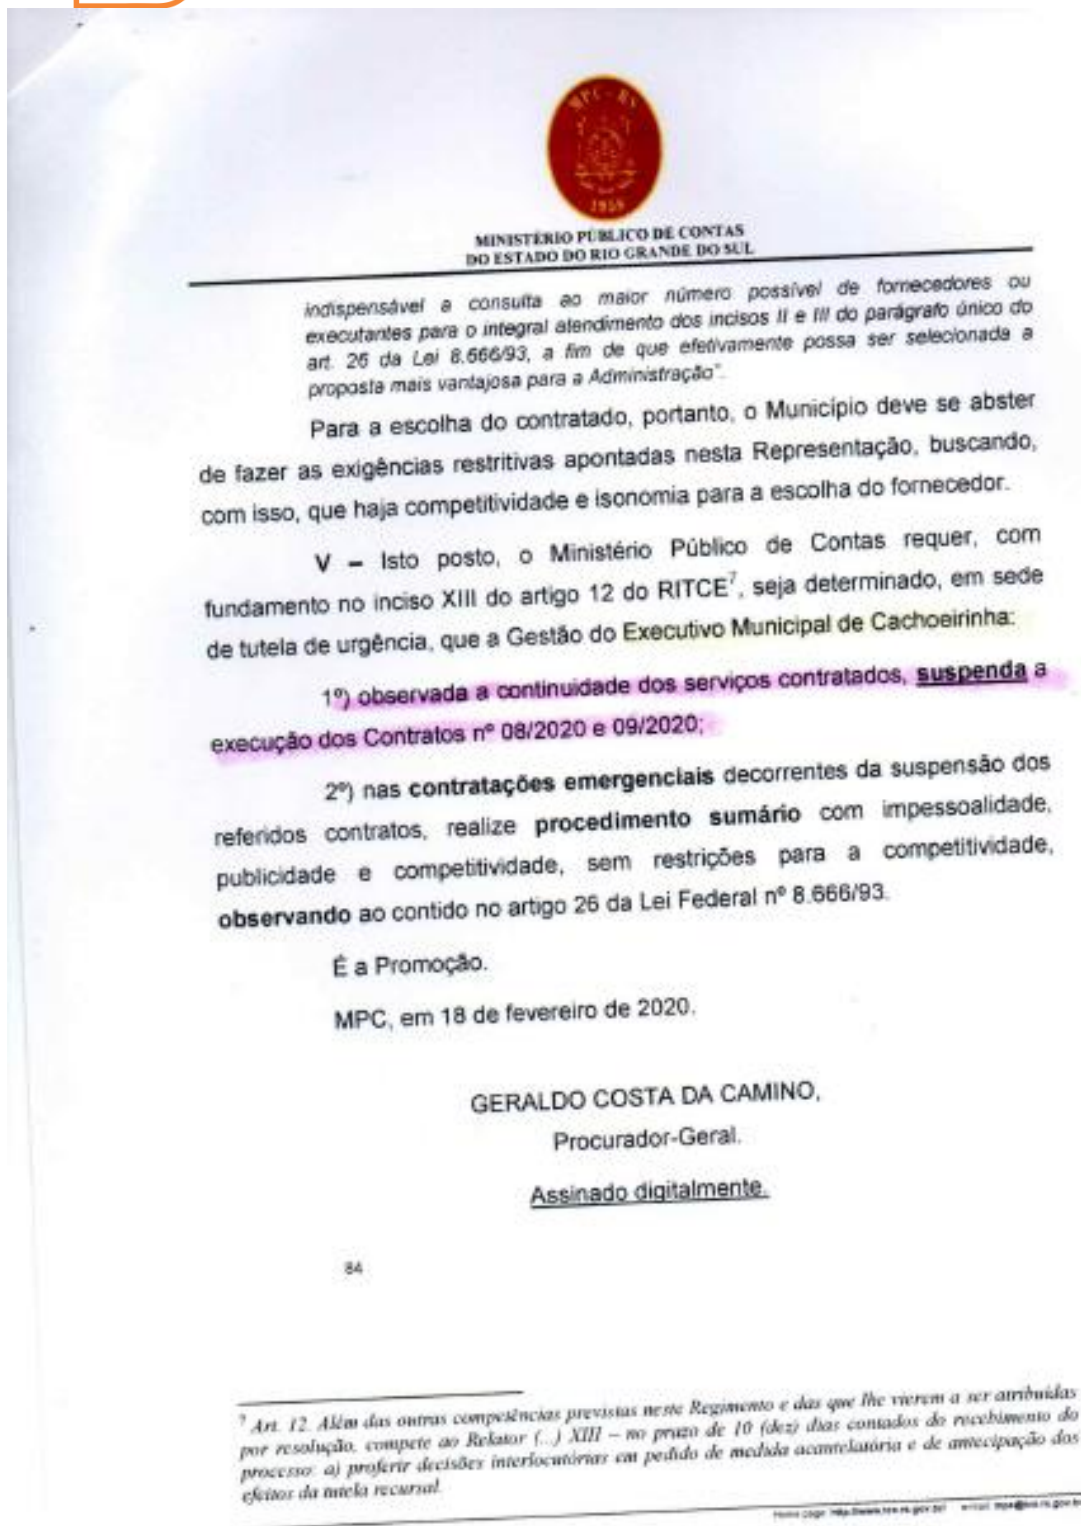 MPC - RS
1959
MINISTÉRIO PÚBLICO DE CONTAS
DO ESTADO DO RIO GRANDE DO SUL
indispensável a consulta ao maior número possível de fornecedores ou
executantes para o integral atendimento dos incisos II e III do parágrafo único do
art. 26 da Lei 8.666/93, a fim de que efetivamente possa ser selecionada a
proposta mais vantajosa para a Administração".
Para a escolha do contratado, portanto, o Município deve se abster
de fazer as exigências restritivas apontadas nesta Representação, buscando,
com isso, que haja competitividade e isonomia para a escolha do fornecedor.
V – Isto posto, o Ministério Público de Contas requer, com
fundamento no inciso XIII do artigo 12 do RITCE7, seja determinado, em sede
de tutela de urgência, que a Gestão do Executivo Municipal de Cachoeirinha:
1º) observada a continuidade dos serviços contratados, suspenda a
execução dos Contratos nº 08/2020 e 09/2020;
2º) nas contratações emergenciais decorrentes da suspensão dos
referidos contratos, realize procedimento sumário com impessoalidade,
publicidade e competitividade, sem restrições para a competitividade,
observando ao contido no artigo 26 da Lei Federal nº 8.666/93.
É a Promoção.
MPC, em 18 de fevereiro de 2020.
GERALDO COSTA DA CAMINO,
Procurador-Geral.
Assinado digitalmente.
84
7 Art. 12. Além das outras competências previstas neste Regimento e das que lhe vierem a ser atribuídas
por resolução, compete ao Relator (...) XIII – no prazo de 10 (dez) dias contados do recebimento do
processo: a) proferir decisões interlocutórias em pedido de medida acautelatória e de antecipação dos
efeitos da tutela recursal.